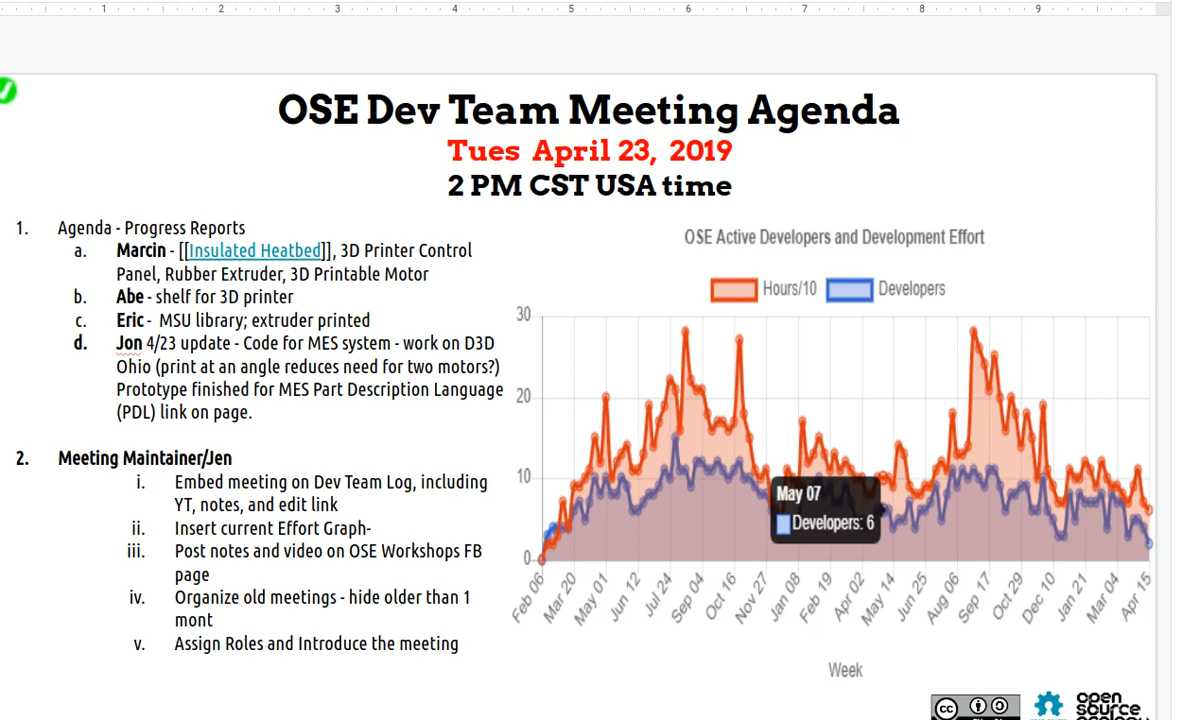 1 2 3 4 5 6 7 8 9
OSE Dev Team Meeting Agenda
Tues April 23, 2019
2 PM CST USA time
1. Agenda - Progress Reports
a. Marcin - [[Insulated Heatbed]], 3D Printer Control
Panel, Rubber Extruder, 3D Printable Motor
b. Abe - shelf for 3D printer
c. Eric - MSU library; extruder printed
d. Jon 4/23 update - Code for MES system - work on D3D
Ohio (print at an angle reduces need for two motors?)
Prototype finished for MES Part Description Language
(PDL) link on page.
2. Meeting Maintainer/Jen
i. Embed meeting on Dev Team Log, including
YT, notes, and edit link
ii. Insert current Effort Graph-
iii. Post notes and video on OSE Workshops FB
page
iv. Organize old meetings - hide older than 1
mont
v. Assign Roles and Introduce the meeting
OSE Active Developers and Development Effort
Hours/10 Developers
30
20
10
0
May 07
Developers: 6
Feb 06 Mar 20 May 01 Jun 12 Jul 24 Sep 04 Oct 16 Nov 27 Jan 08 Feb 19 Apr 02 May 14 Jun 25 Aug 06 Sep 17 Oct 29 Dec 10 Jan 21 Mar 04 Apr 15
Week
cc
open
source